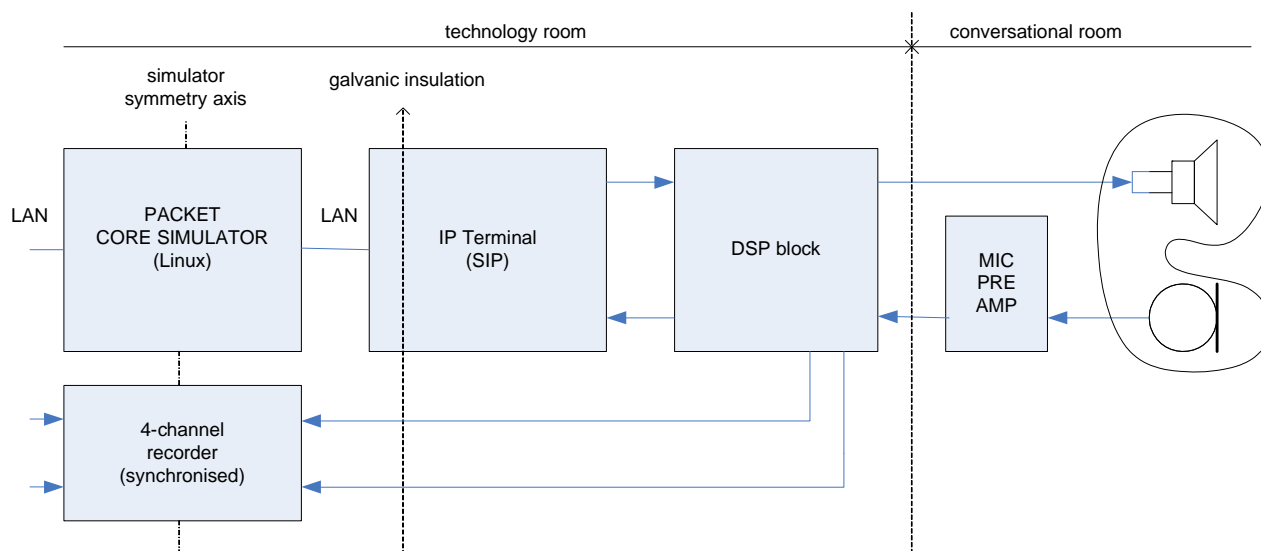 technology room
conversational room
simulator
symmetry axis
galvanic insulation
LAN
PACKET
CORE SIMULATOR
(Linux)
LAN
IP Terminal
(SIP)
DSP block
MIC
PRE
AMP
4-channel
recorder
(synchronised)